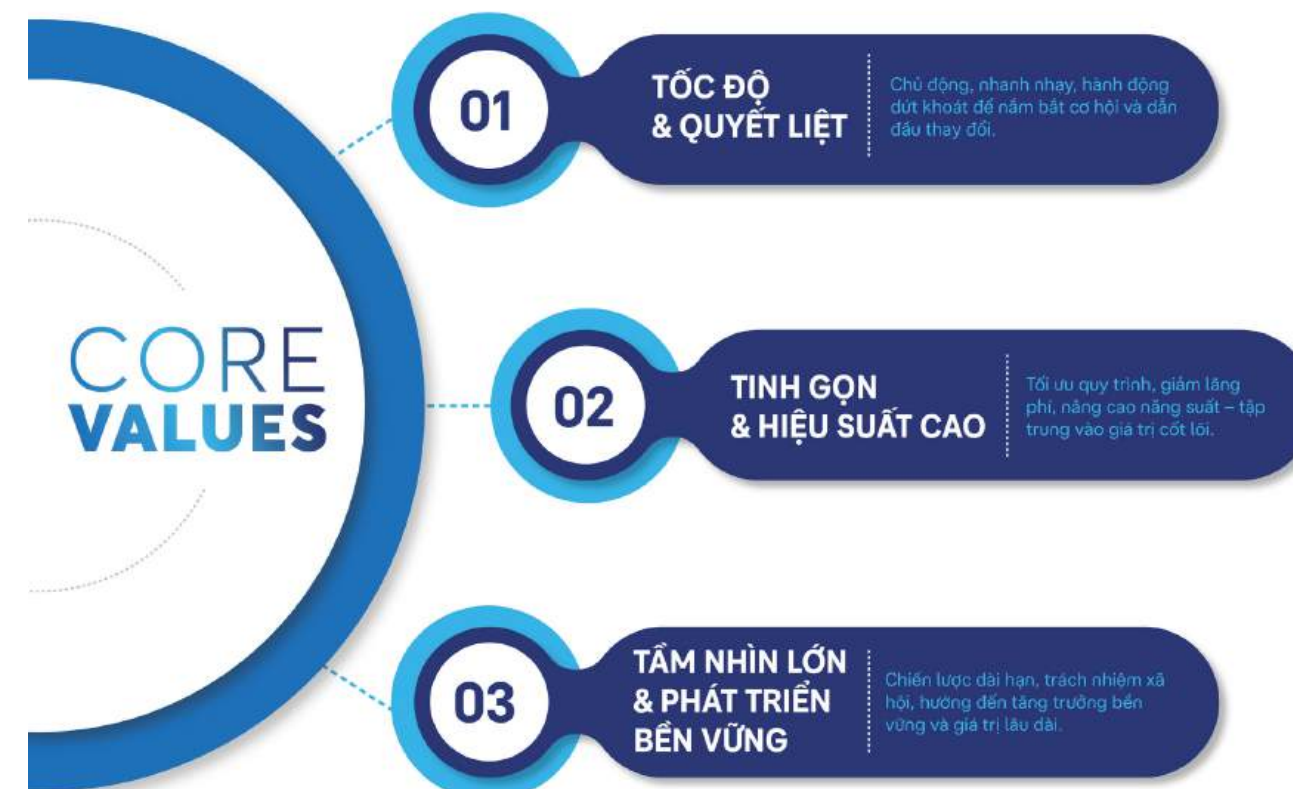 CORE
VALUES
01
TỐC ĐỘ
& QUYẾT LIỆT
Chủ động, nhanh nhạy, hành động
dứt khoát để nắm bắt cơ hội và dẫn
đầu thay đổi.
02
TINH GỌN
& HIỆU SUẤT CAO
Tối ưu quy trình, giảm lãng
phí, nâng cao năng suất – tập
trung vào giá trị cốt lõi.
03
TẦM NHÌN LỚN
& PHÁT TRIỂN
BỀN VỮNG
Chiến lược dài hạn, trách nhiệm xã
hội, hướng đến tăng trưởng bền
vững và giá trị lâu dài.